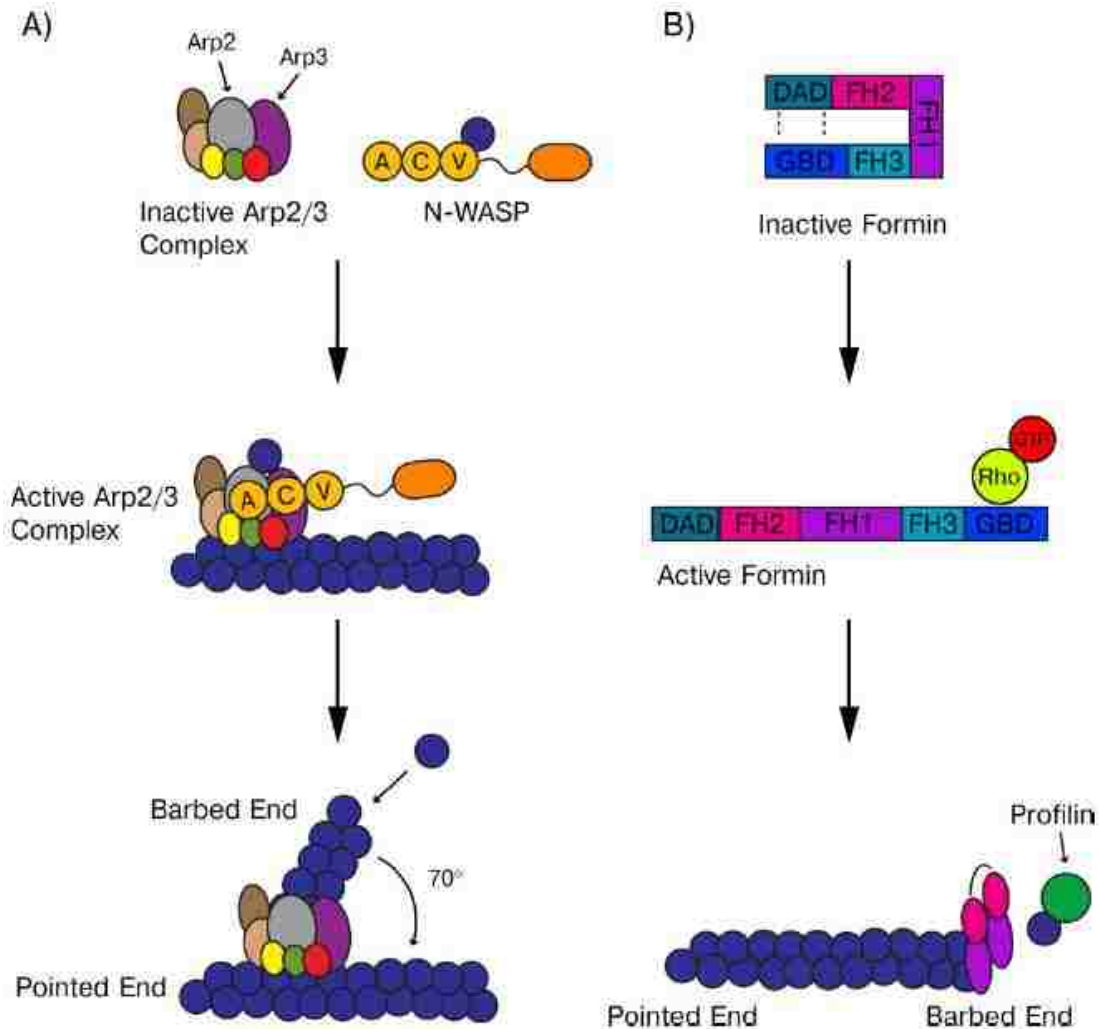 A)
Arp2
Arp3
A C V
Inactive Arp2/3
Complex
N-WASP
Active Arp2/3
Complex
A C V
Barbed End
70°
Pointed End
B)
DAD FH2
FH1
GBD FH3
Inactive Formin
GTP
Rho
DAD FH2 FH1 FH3 GBD
Active Formin
Profilin
Pointed End
Barbed End